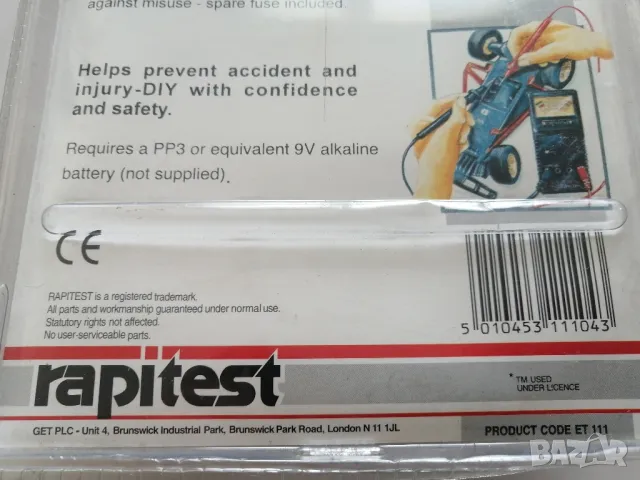 against misuse - spare fuse included.
Helps prevent accident and
injury-DIY with confidence
and safety.
Requires a PP3 or equivalent 9V alkaline
battery (not supplied).
CE
RAPITEST is a registered trademark.
All parts and workmanship guaranteed under normal use.
Statutory rights not affected.
No user-serviceable parts.
5 010453 111043
rapitest
* TM USED
UNDER LICENCE
GET PLC - Unit 4, Brunswick Industrial Park, Brunswick Park Road, London N 11 1JL
PRODUCT CODE ET 111
BAZAR